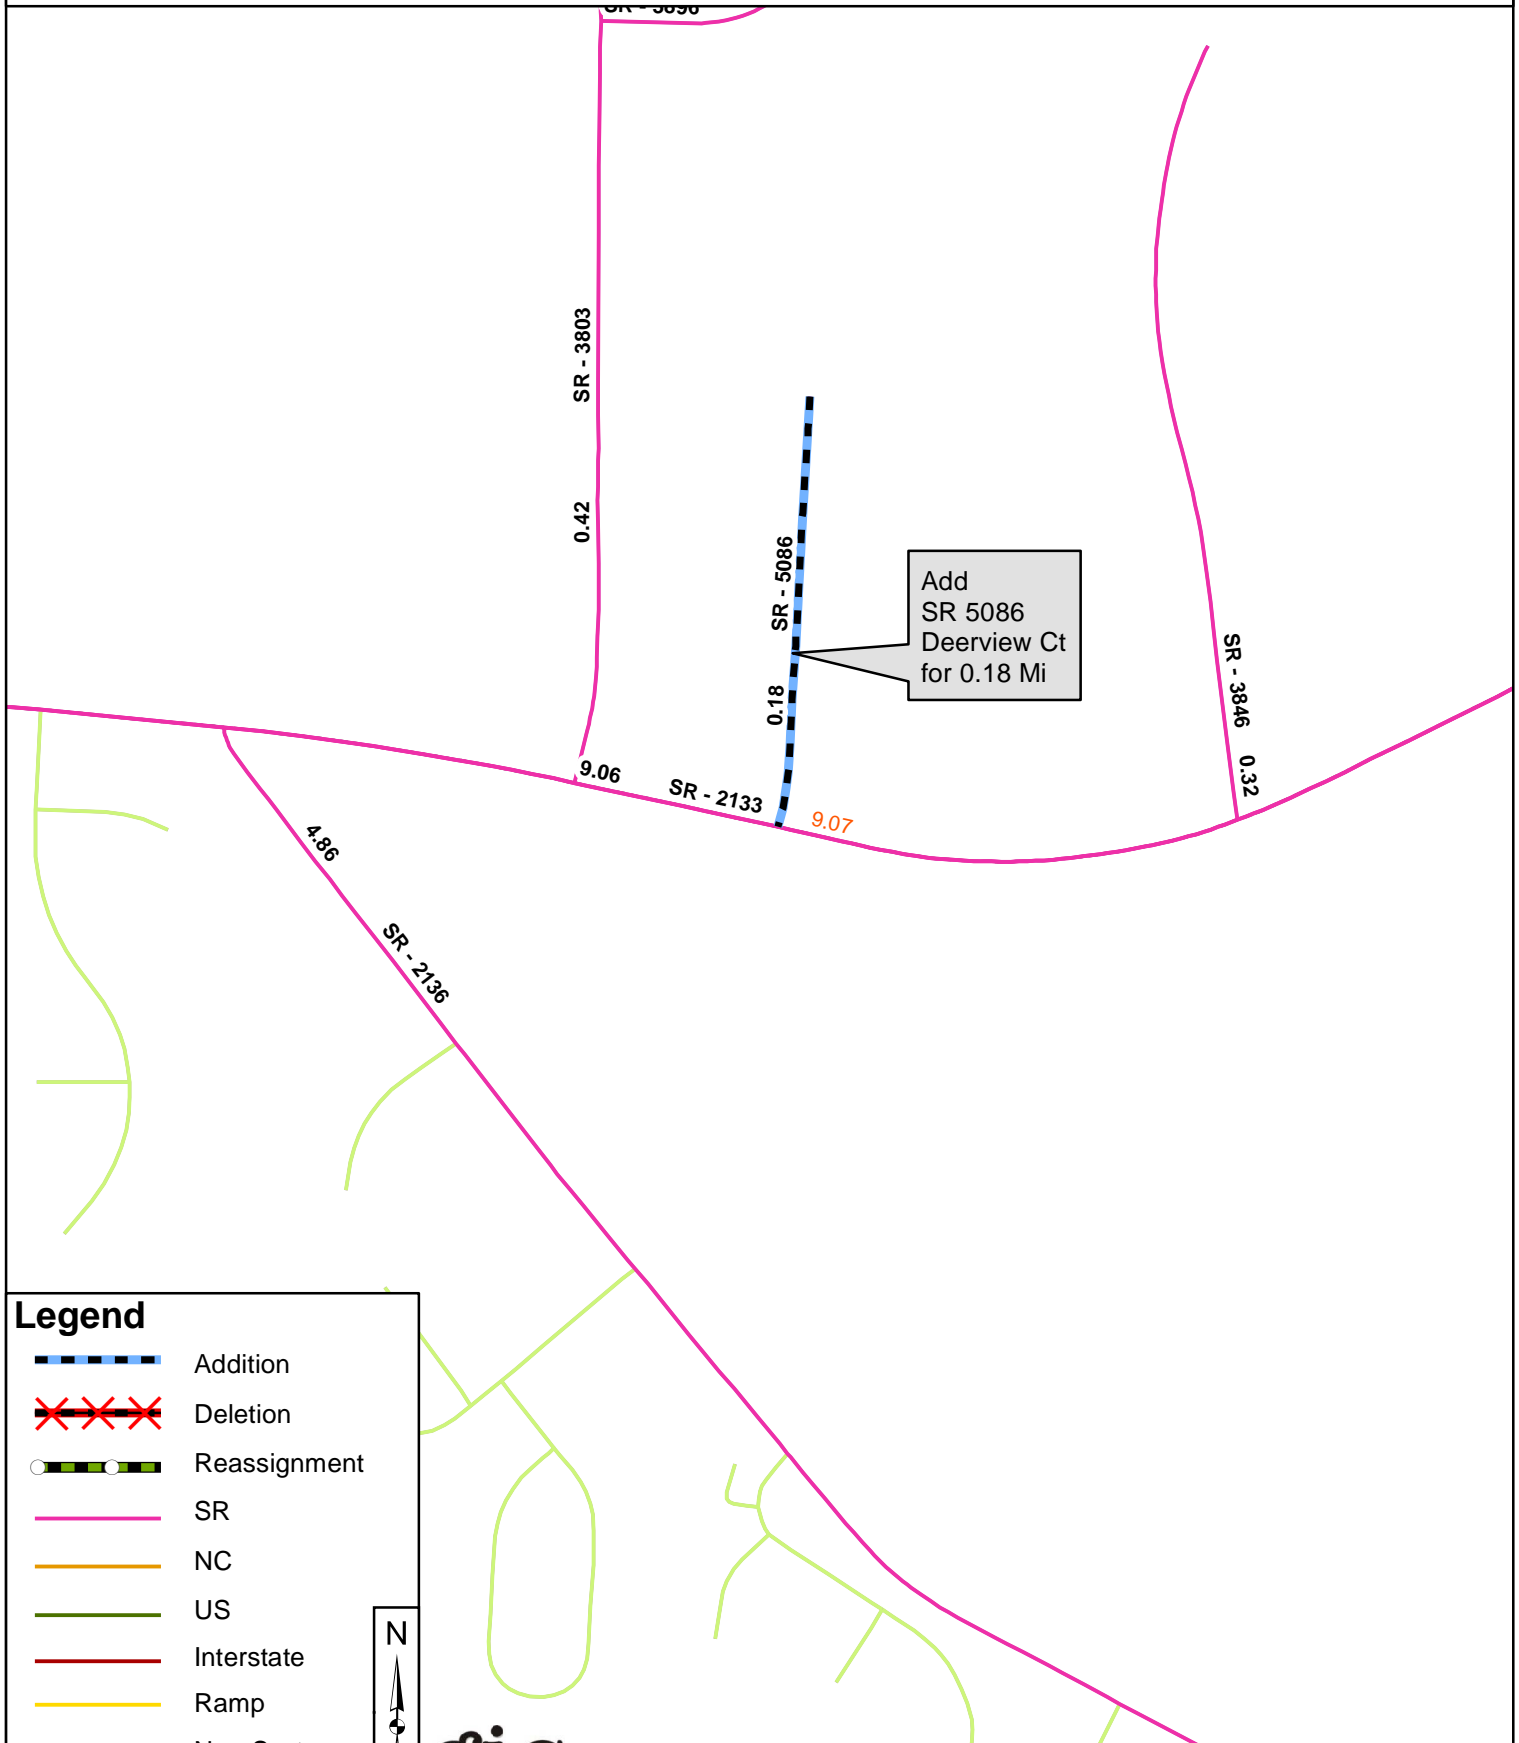 SR - 3896
SR - 3803
0.42
SR - 5086
0.18
Add
SR 5086
Deerview Ct
for 0.18 Mi
SR - 3846 0.32
9.06
SR - 2133
9.07
4.86
SR - 2136
Legend
Addition
Deletion
Reassignment
SR
NC
US
Interstate
Ramp
N